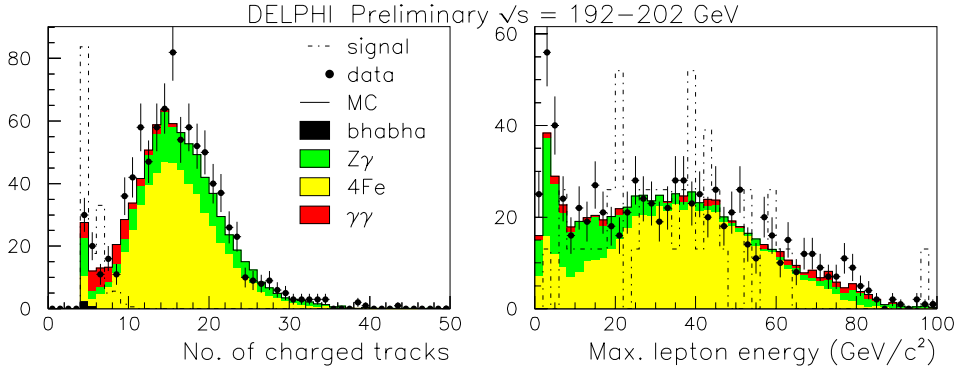 DELPHI Preliminary √s = 192−202 GeV
80
60
40
20
0
0 10 20 30 40 50
No. of charged tracks
signal
data
MC
bhabha
Zγ
4Fe
γγ
60
40
20
0
0 20 40 60 80 100
Max. lepton energy (GeV/c²)